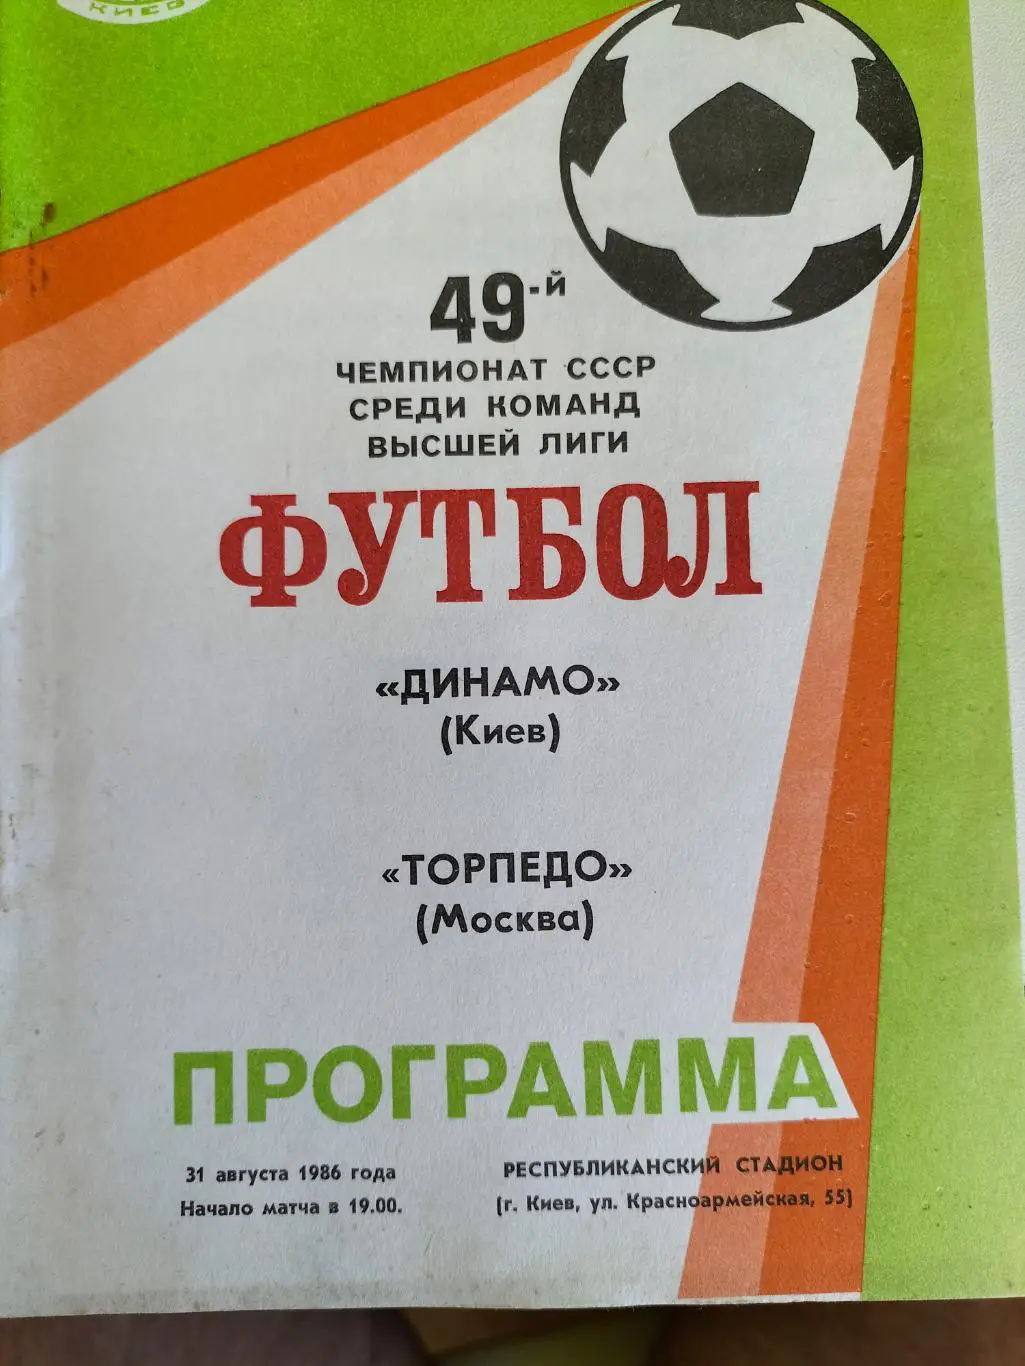 КИЕВ
49-й
ЧЕМПИОНАТ СССР
СРЕДИ КОМАНД
ВЫСШЕЙ ЛИГИ
ФУТБОЛ
«ДИНАМО»
(Киев)
«ТОРПЕДО»
(Москва)
ПРОГРАММА
31 августа 1986 года
Начало матча в 19.00.
РЕСПУБЛИКАНСКИЙ СТАДИОН
(г. Киев, ул. Красноармейская, 55)